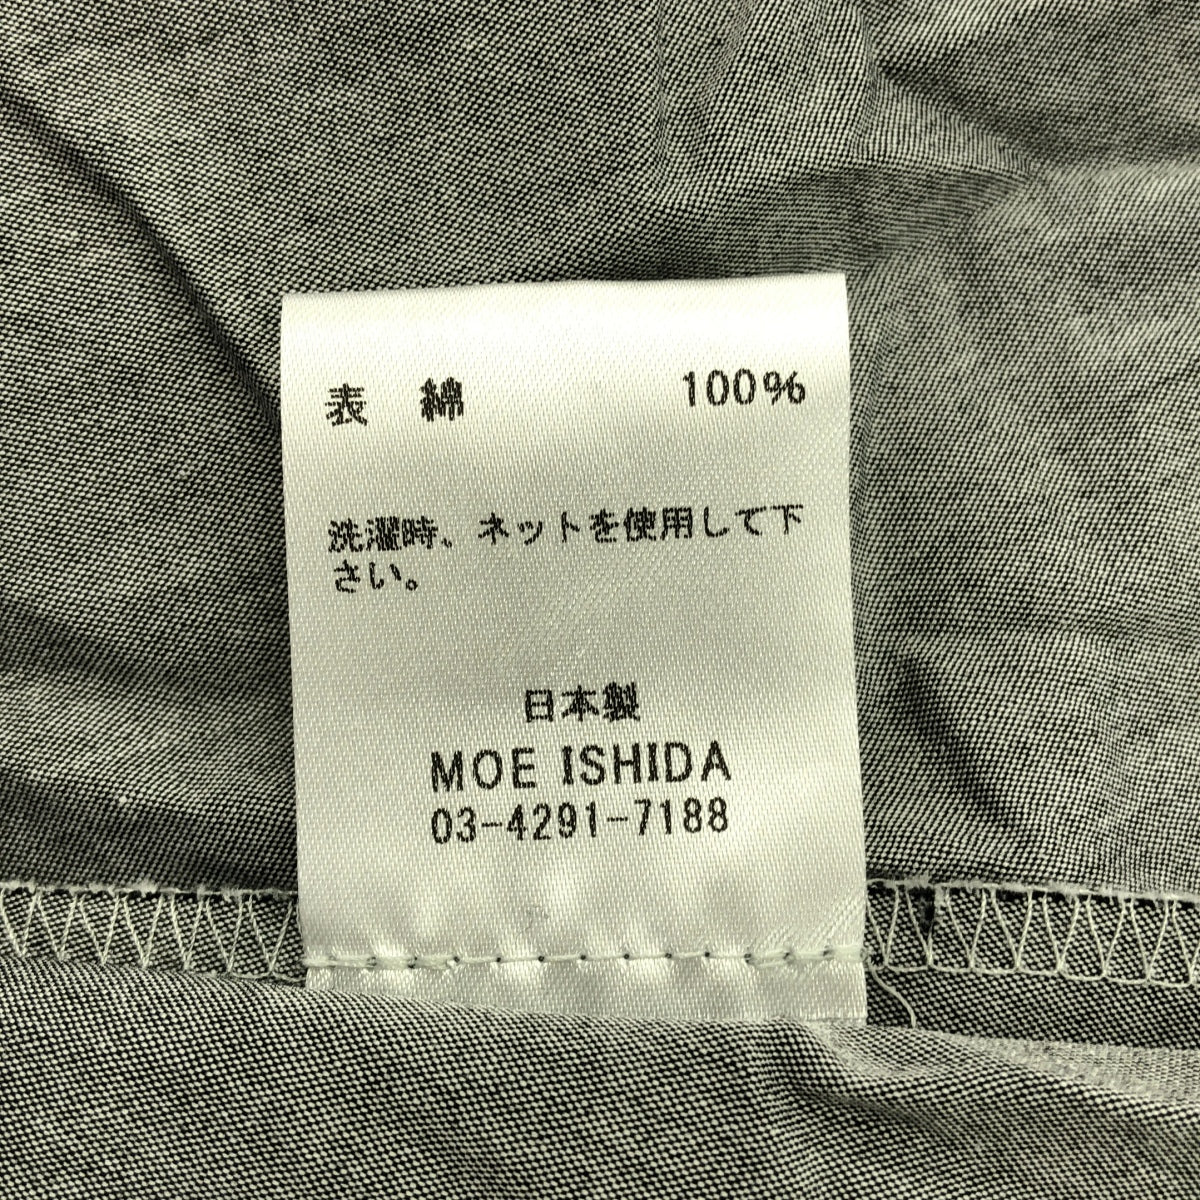 表 綿 100%
洗濯時、ネットを使用して下
さい。
日本製
MOE ISHIDA
03-4291-7188